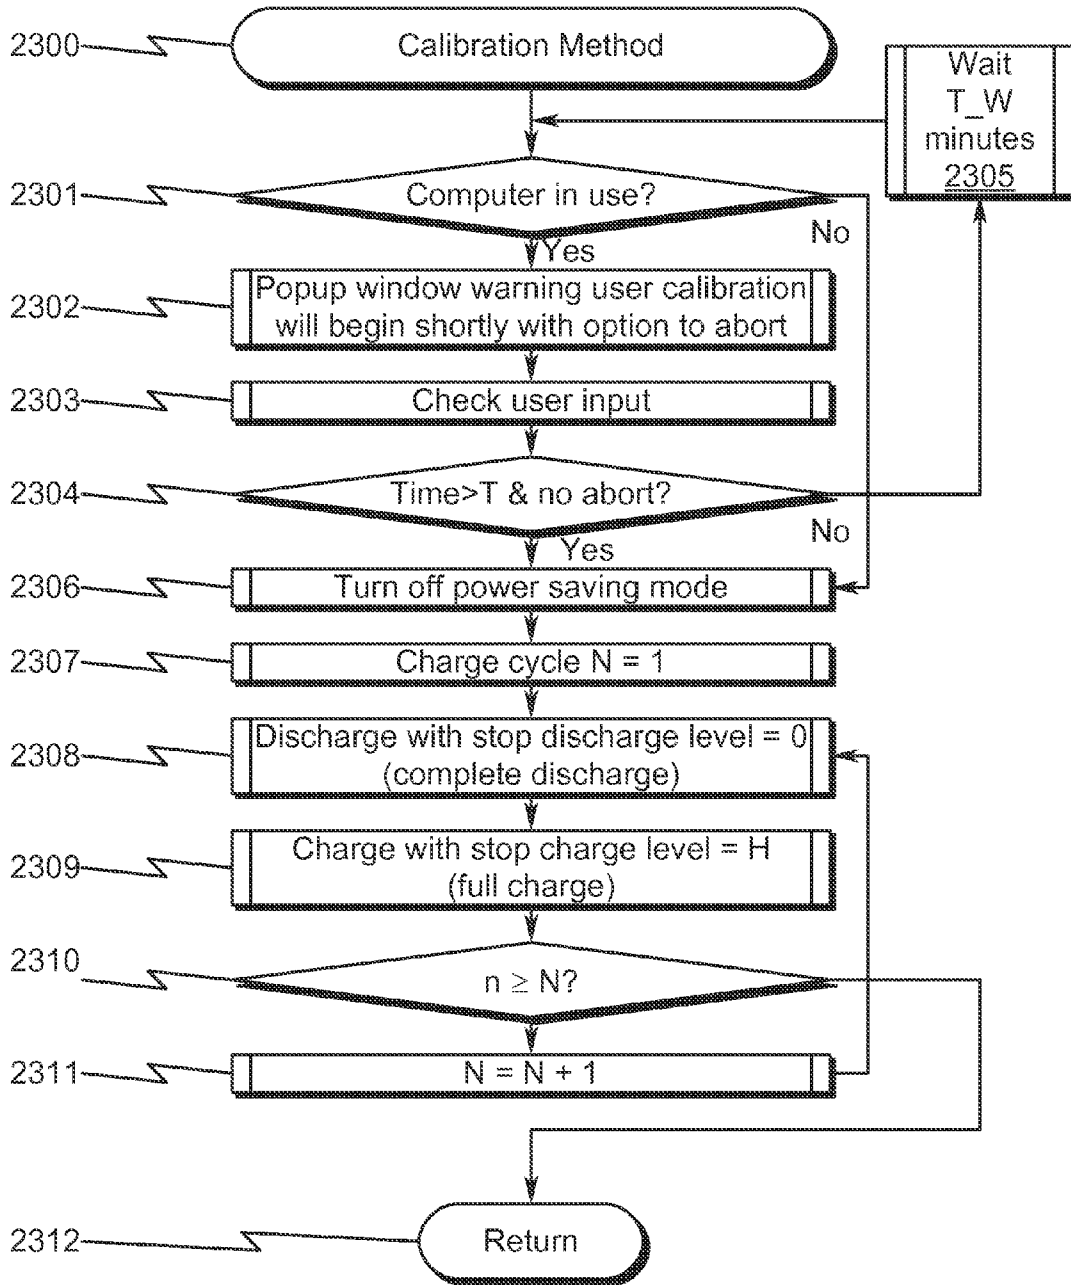 2300
Calibration Method
Wait
T_W
minutes
2305
2301
Computer in use?
No
Yes
2302
Popup window warning user calibration
will begin shortly with option to abort
2303
Check user input
2304
Time>T & no abort?
No
Yes
2306
Turn off power saving mode
2307
Charge cycle N = 1
2308
Discharge with stop discharge level = 0
(complete discharge)
2309
Charge with stop charge level = H
(full charge)
2310
n ≥ N?
2311
N = N + 1
2312
Return